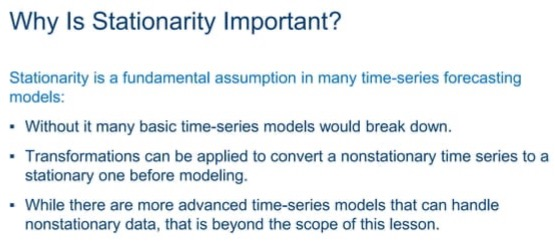 Why Is Stationarity Important?
Stationarity is a fundamental assumption in many time-series forecasting
models:
▪ Without it many basic time-series models would break down.
▪ Transformations can be applied to convert a nonstationary time series to a
stationary one before modeling.
▪ While there are more advanced time-series models that can handle
nonstationary data, that is beyond the scope of this lesson.